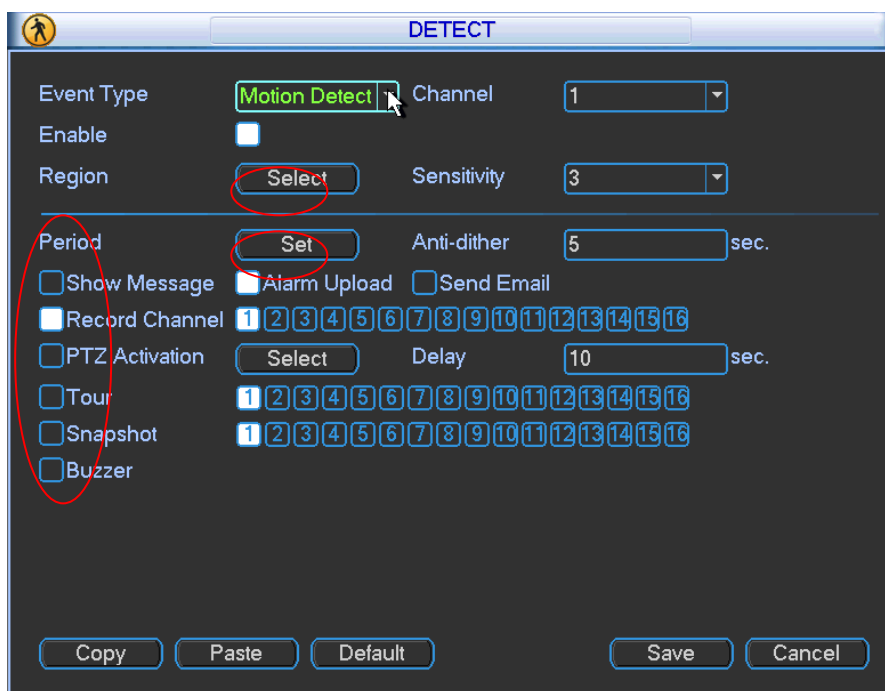 DETECT
Event Type Motion Detect Channel 1
Enable
Region Select Sensitivity 3
Period Set Anti-dither 5 sec.
Show Message Alarm Upload Send Email
Record Channel 1 2 3 4 5 6 7 8 9 10 11 12 13 14 15 16
PTZ Activation Select Delay 10 sec.
Tour 1 2 3 4 5 6 7 8 9 10 11 12 13 14 15 16
Snapshot 1 2 3 4 5 6 7 8 9 10 11 12 13 14 15 16
Buzzer
Copy Paste Default Save Cancel